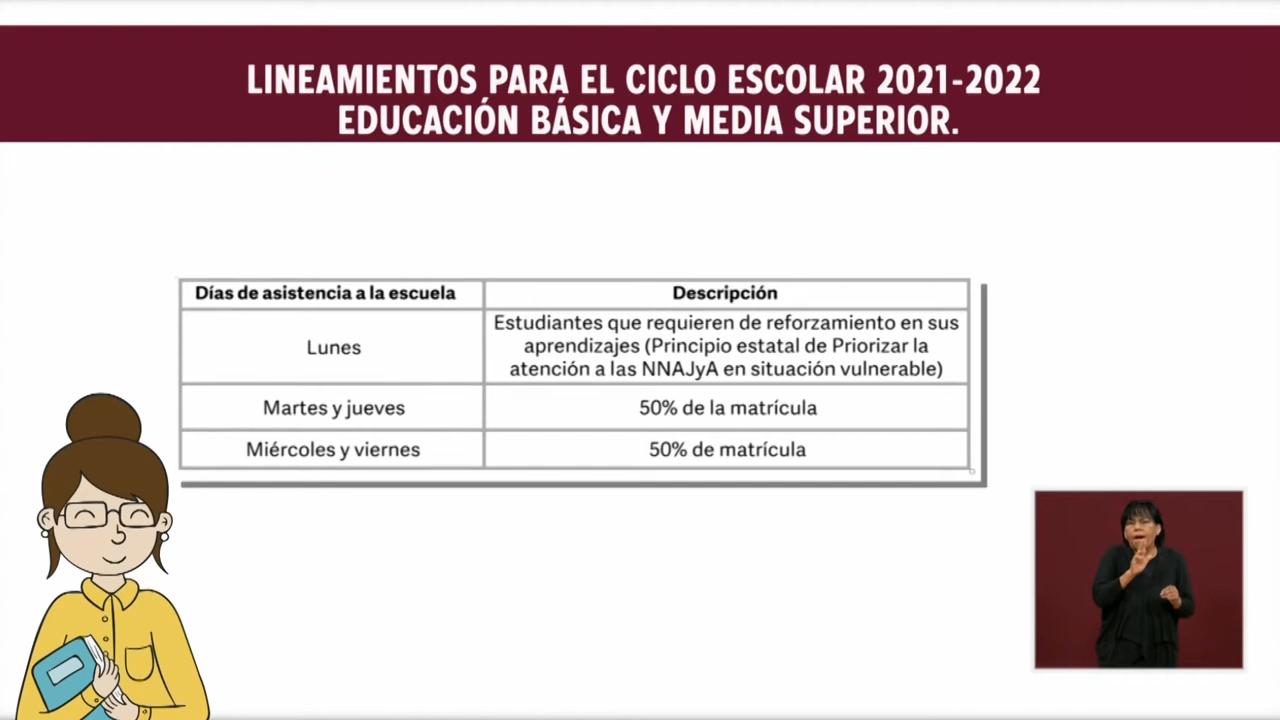 LINEAMIENTOS PARA EL CICLO ESCOLAR 2021-2022
EDUCACIÓN BÁSICA Y MEDIA SUPERIOR.
Días de asistencia a la escuela
Descripción
Lunes
Estudiantes que requieren de reforzamiento en sus
aprendizajes (Principio estatal de Priorizar la
atención a las NNAJyA en situación vulnerable)
Martes y jueves
50% de la matrícula
Miércoles y viernes
50% de matrícula